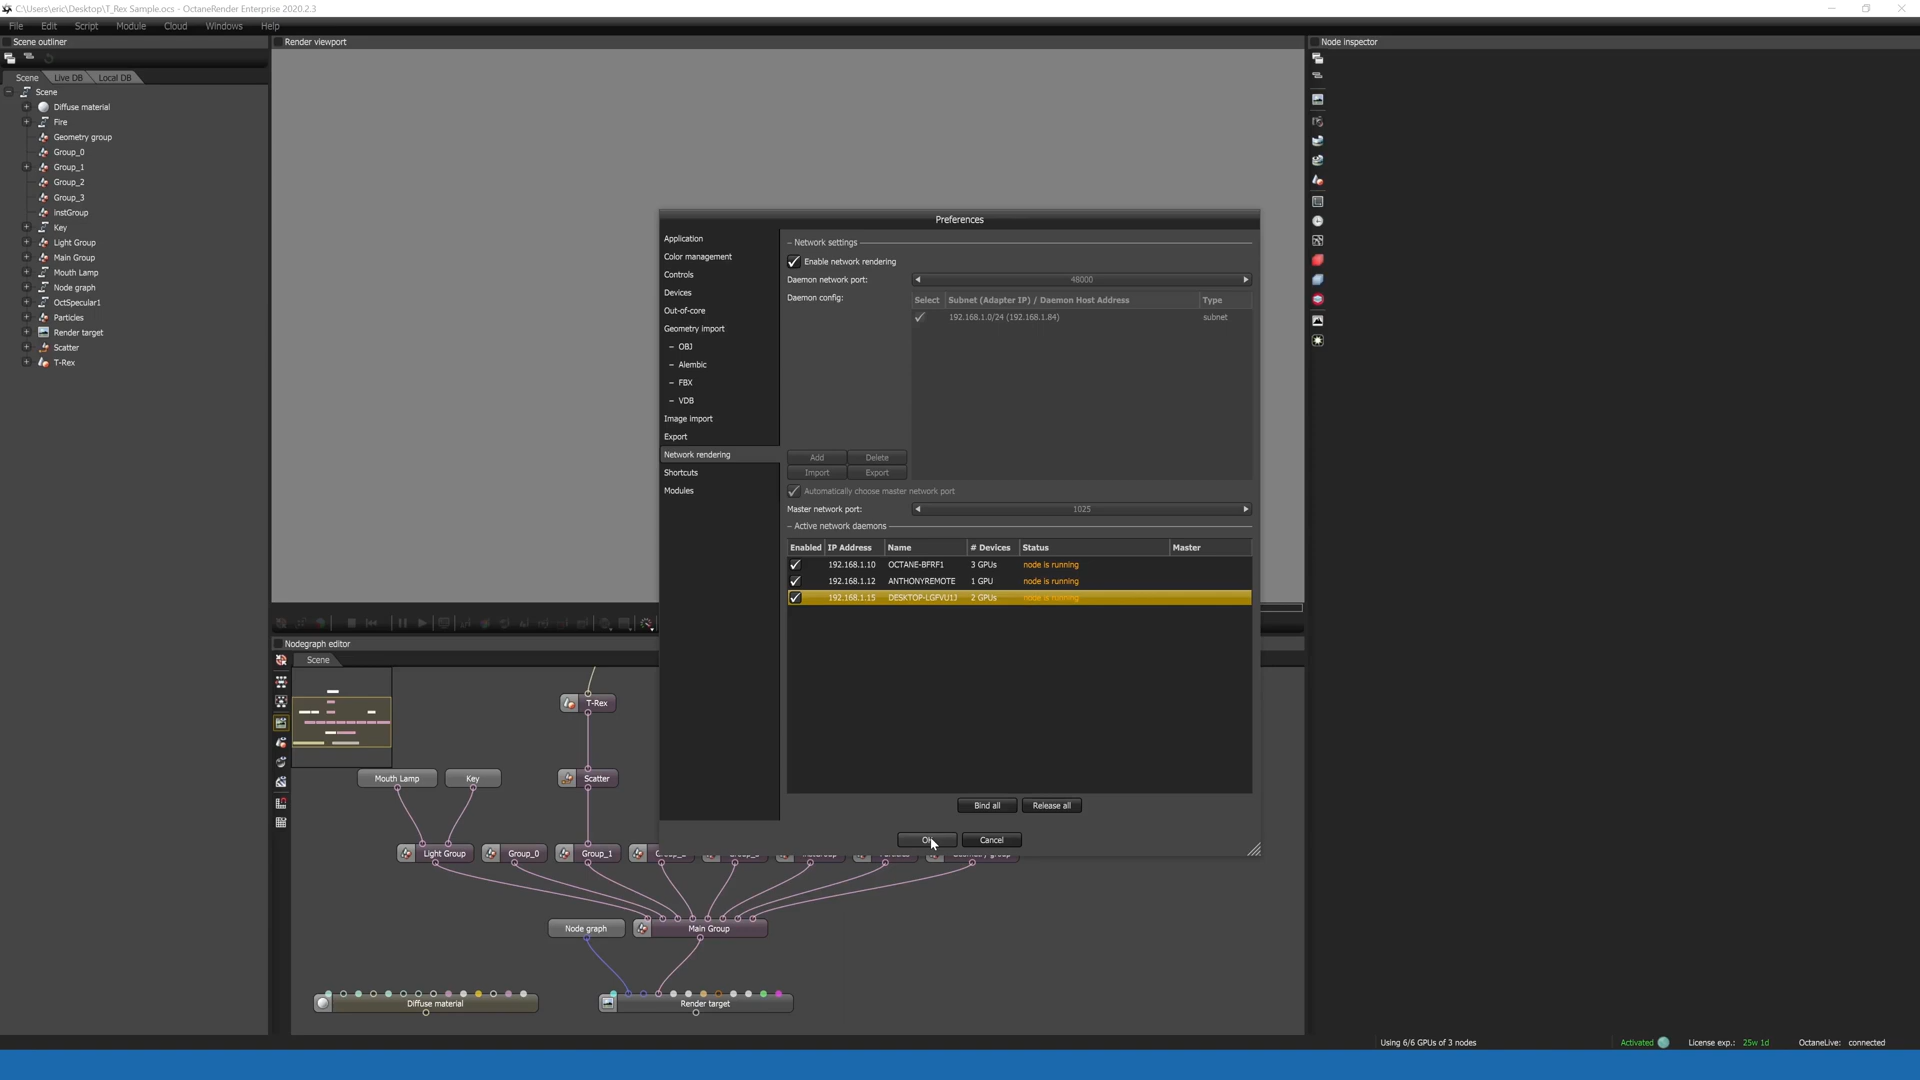 C:\Users\eric\Desktop\T_Rex Sample.ocs - OctaneRender Enterprise 2020.2.3
File Edit Script Module Cloud Windows Help
Scene outliner
Scene Live DB Local DB
Scene
Diffuse material
Fire
Geometry group
Group_0
Group_1
Group_2
Group_3
instGroup
Key
Light Group
Main Group
Mouth Lamp
Node graph
OctSpecular1
Particles
Render target
Scatter
T-Rex
Render viewport
Node inspector
Preferences
Application
Color management
Controls
Devices
Out-of-core
Geometry import
– OBJ
– Alembic
– FBX
– VDB
Image import
Export
Network rendering
Shortcuts
Modules
– Network settings
Enable network rendering
Daemon network port: 48000
Daemon config:
Select Subnet (Adapter IP) / Daemon Host Address Type
192.168.1.0/24 (192.168.1.84) subnet
Add Delete
Import Export
Automatically choose master network port
Master network port: 1025
– Active network daemons
Enabled IP Address Name # Devices Status Master
192.168.1.10 OCTANE-BFRF1 3 GPUs node is running
192.168.1.12 ANTHONYREMOTE 1 GPU node is running
192.168.1.15 DESKTOP-LGFVU1J 2 GPUs node is running
Bind all Release all
OK Cancel
Nodegraph editor
Scene
T-Rex
Mouth Lamp Key Scatter
Light Group Group_0 Group_1
Node graph Main Group
Diffuse material Render target
Using 6/6 GPUs of 3 nodes Activated License exp.: 25w 1d OctaneLive: connected